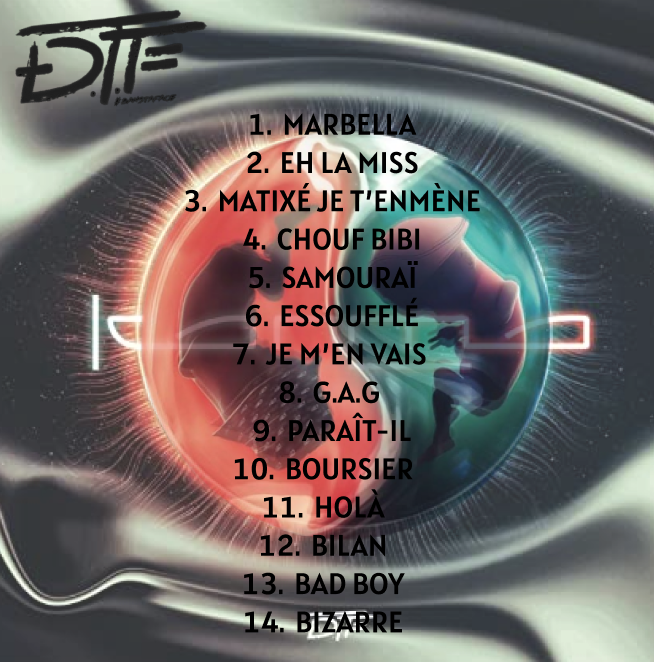 D.T.F
1. MARBELLA
2. EH LA MISS
3. MATIXÉ JE T'ENMÈNE
4. CHOUF BIBI
5. SAMOURAÏ
6. ESSOUFFLÉ
7. JE M'EN VAIS
8. G.A.G
9. PARAÎT-IL
10. BOURSIER
11. HOLÀ
12. BILAN
13. BAD BOY
14. BIZARRE